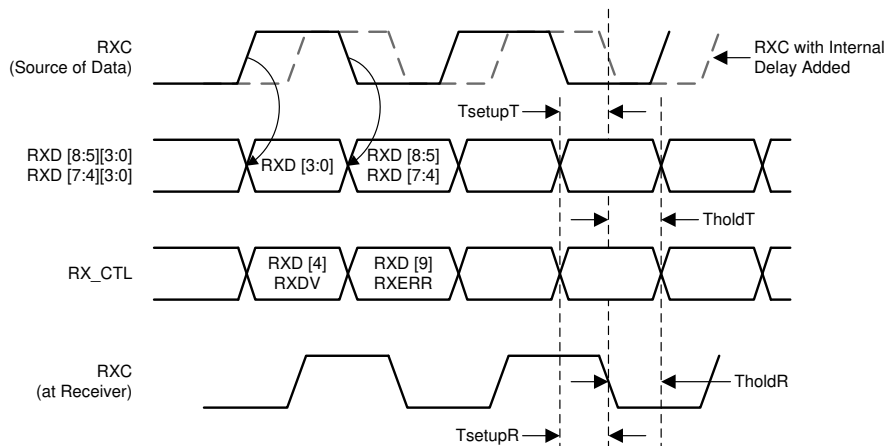 RXC
(Source of Data)
RXC with Internal
Delay Added
TsetupT
RXD [8:5][3:0]
RXD [7:4][3:0]
RXD [3:0]
RXD [8:5]
RXD [7:4]
TholdT
RX_CTL
RXD [4]
RXDV
RXD [9]
RXERR
RXC
(at Receiver)
TholdR
TsetupR